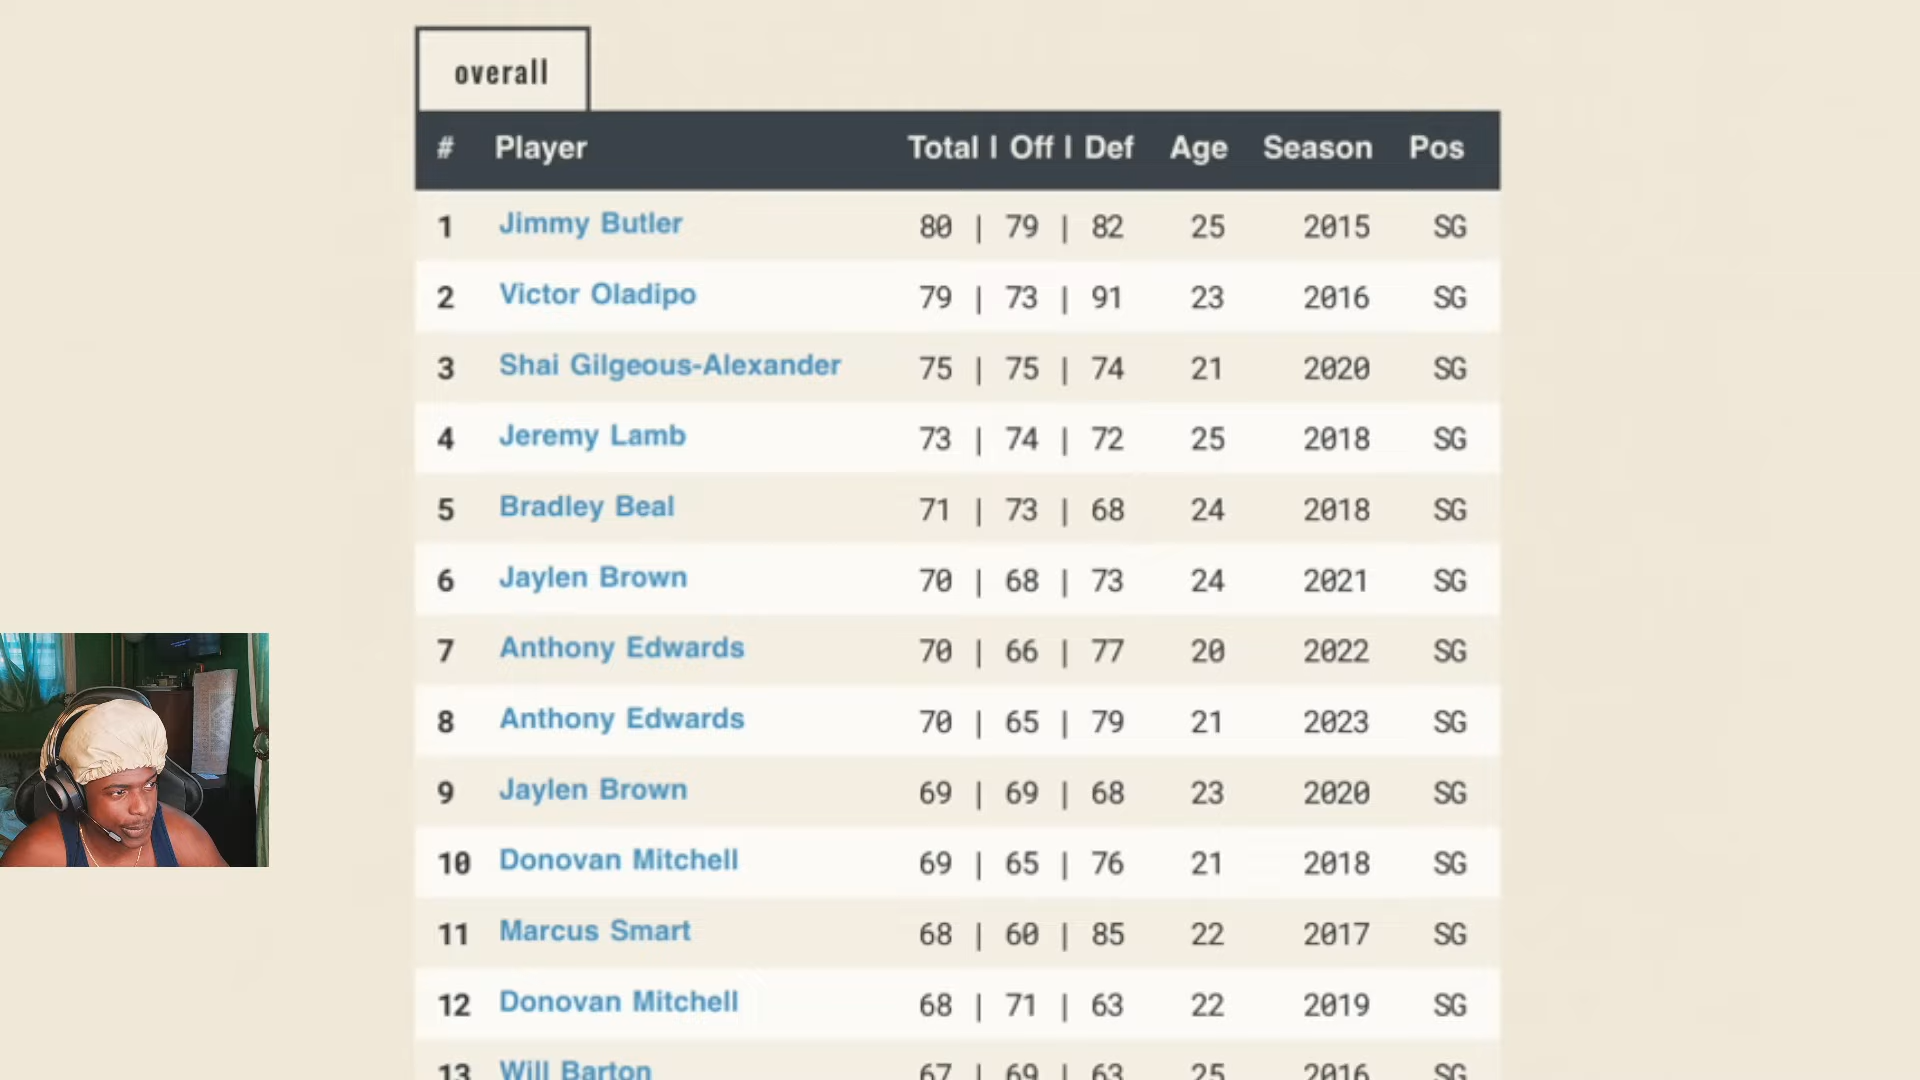 overall
# Player Total | Off | Def Age Season Pos
1 Jimmy Butler 80 | 79 | 82 25 2015 SG
2 Victor Oladipo 79 | 73 | 91 23 2016 SG
3 Shai Gilgeous-Alexander 75 | 75 | 74 21 2020 SG
4 Jeremy Lamb 73 | 74 | 72 25 2018 SG
5 Bradley Beal 71 | 73 | 68 24 2018 SG
6 Jaylen Brown 70 | 68 | 73 24 2021 SG
7 Anthony Edwards 70 | 66 | 77 20 2022 SG
8 Anthony Edwards 70 | 65 | 79 21 2023 SG
9 Jaylen Brown 69 | 69 | 68 23 2020 SG
10 Donovan Mitchell 69 | 65 | 76 21 2018 SG
11 Marcus Smart 68 | 60 | 85 22 2017 SG
12 Donovan Mitchell 68 | 71 | 63 22 2019 SG
13 Will Barton 67 | 69 | 63 25 2016 SG